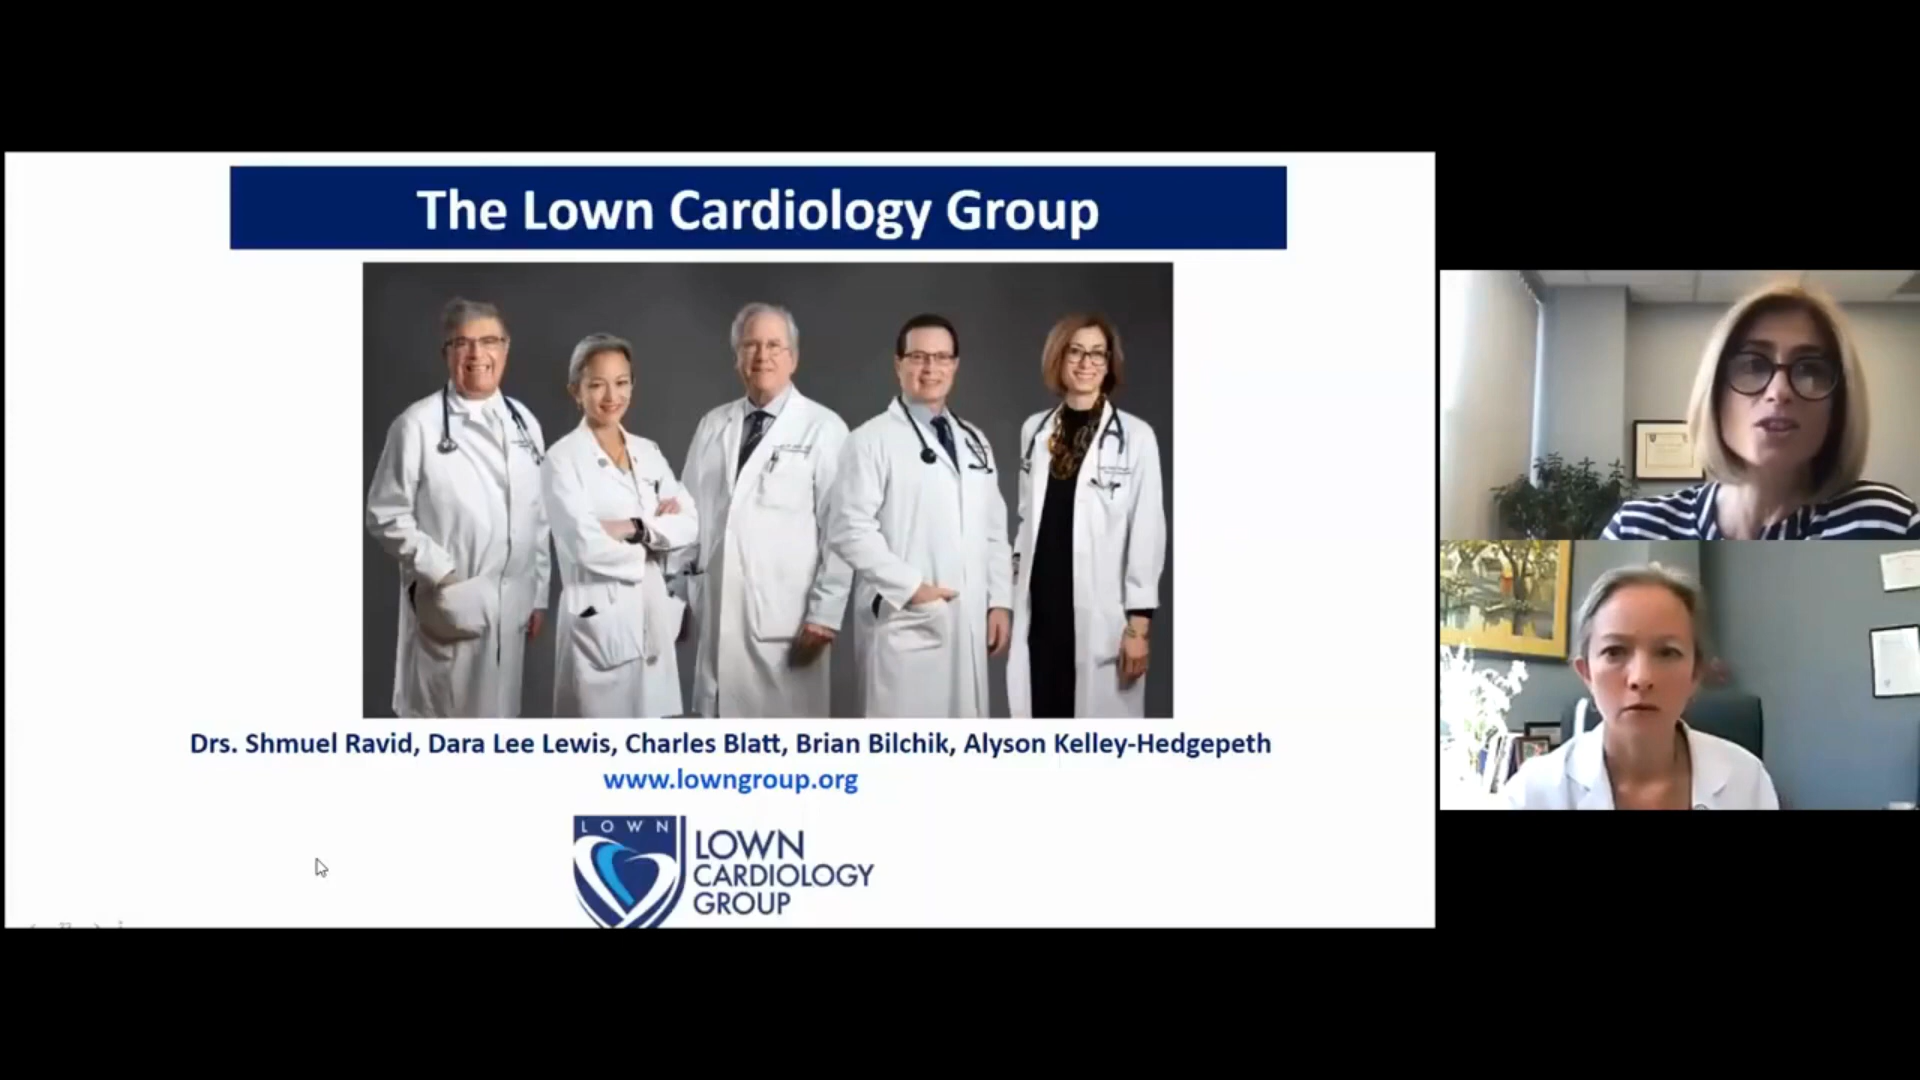 The Lown Cardiology Group
Drs. Shmuel Ravid, Dara Lee Lewis, Charles Blatt, Brian Bilchik, Alyson Kelley-Hedgepeth
www.lowngroup.org
LOWN
LOWN
CARDIOLOGY
GROUP